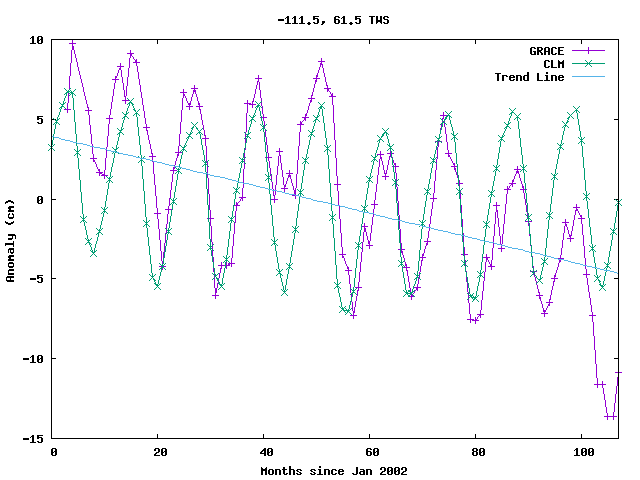 -111.5, 61.5 TWS
GRACE
CLM
Trend Line
10
5
0
-5
-10
-15
Anomaly (cm)
0 20 40 60 80 100
Months since Jan 2002